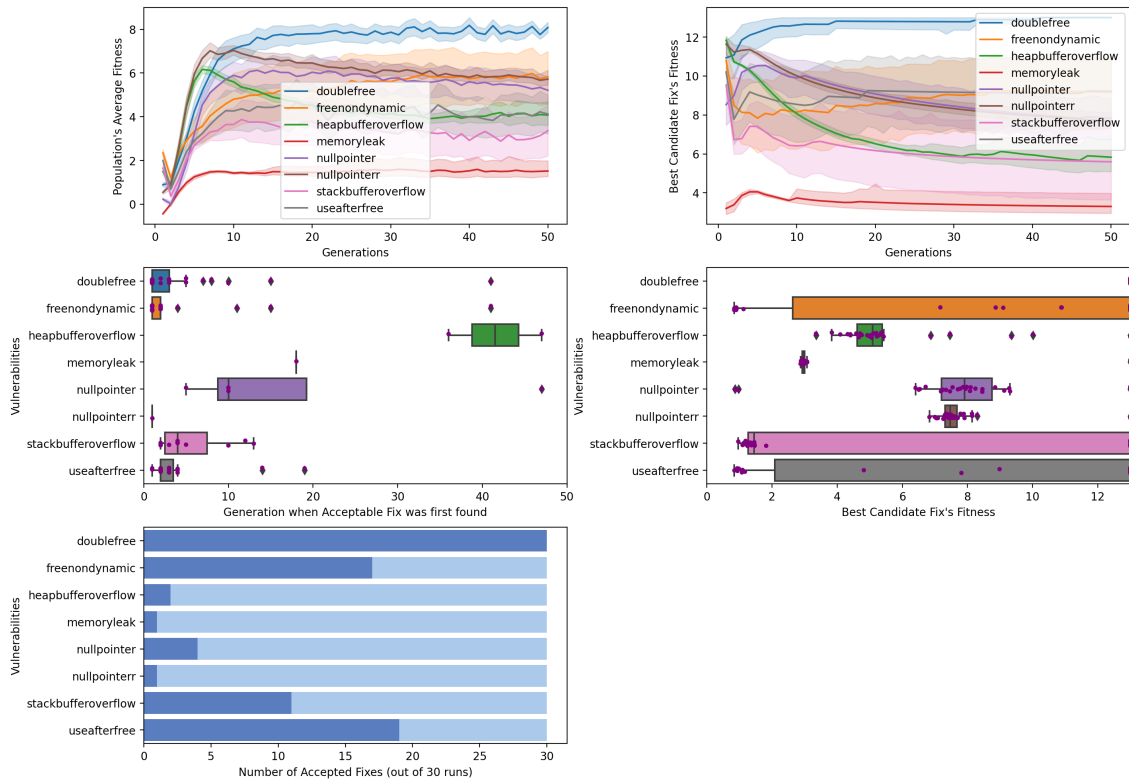 Population's Average Fitness
8
6
4
2
0
doublefree
freenondynamic
heapbufferoverflow
memoryleak
nullpointer
nullpointerr
stackbufferoverflow
useafterfree
0 10 20 30 40 50
Generations
Best Candidate Fix's Fitness
12
10
8
6
4
doublefree
freenondynamic
heapbufferoverflow
memoryleak
nullpointer
nullpointerr
stackbufferoverflow
useafterfree
0 10 20 30 40 50
Generations
Vulnerabilities
doublefree
freenondynamic
heapbufferoverflow
memoryleak
nullpointer
nullpointerr
stackbufferoverflow
useafterfree
0 10 20 30 40 50
Generation when Acceptable Fix was first found
Vulnerabilities
doublefree
freenondynamic
heapbufferoverflow
memoryleak
nullpointer
nullpointerr
stackbufferoverflow
useafterfree
0 2 4 6 8 10 12
Best Candidate Fix's Fitness
Vulnerabilities
doublefree
freenondynamic
heapbufferoverflow
memoryleak
nullpointer
nullpointerr
stackbufferoverflow
useafterfree
0 5 10 15 20 25 30
Number of Accepted Fixes (out of 30 runs)